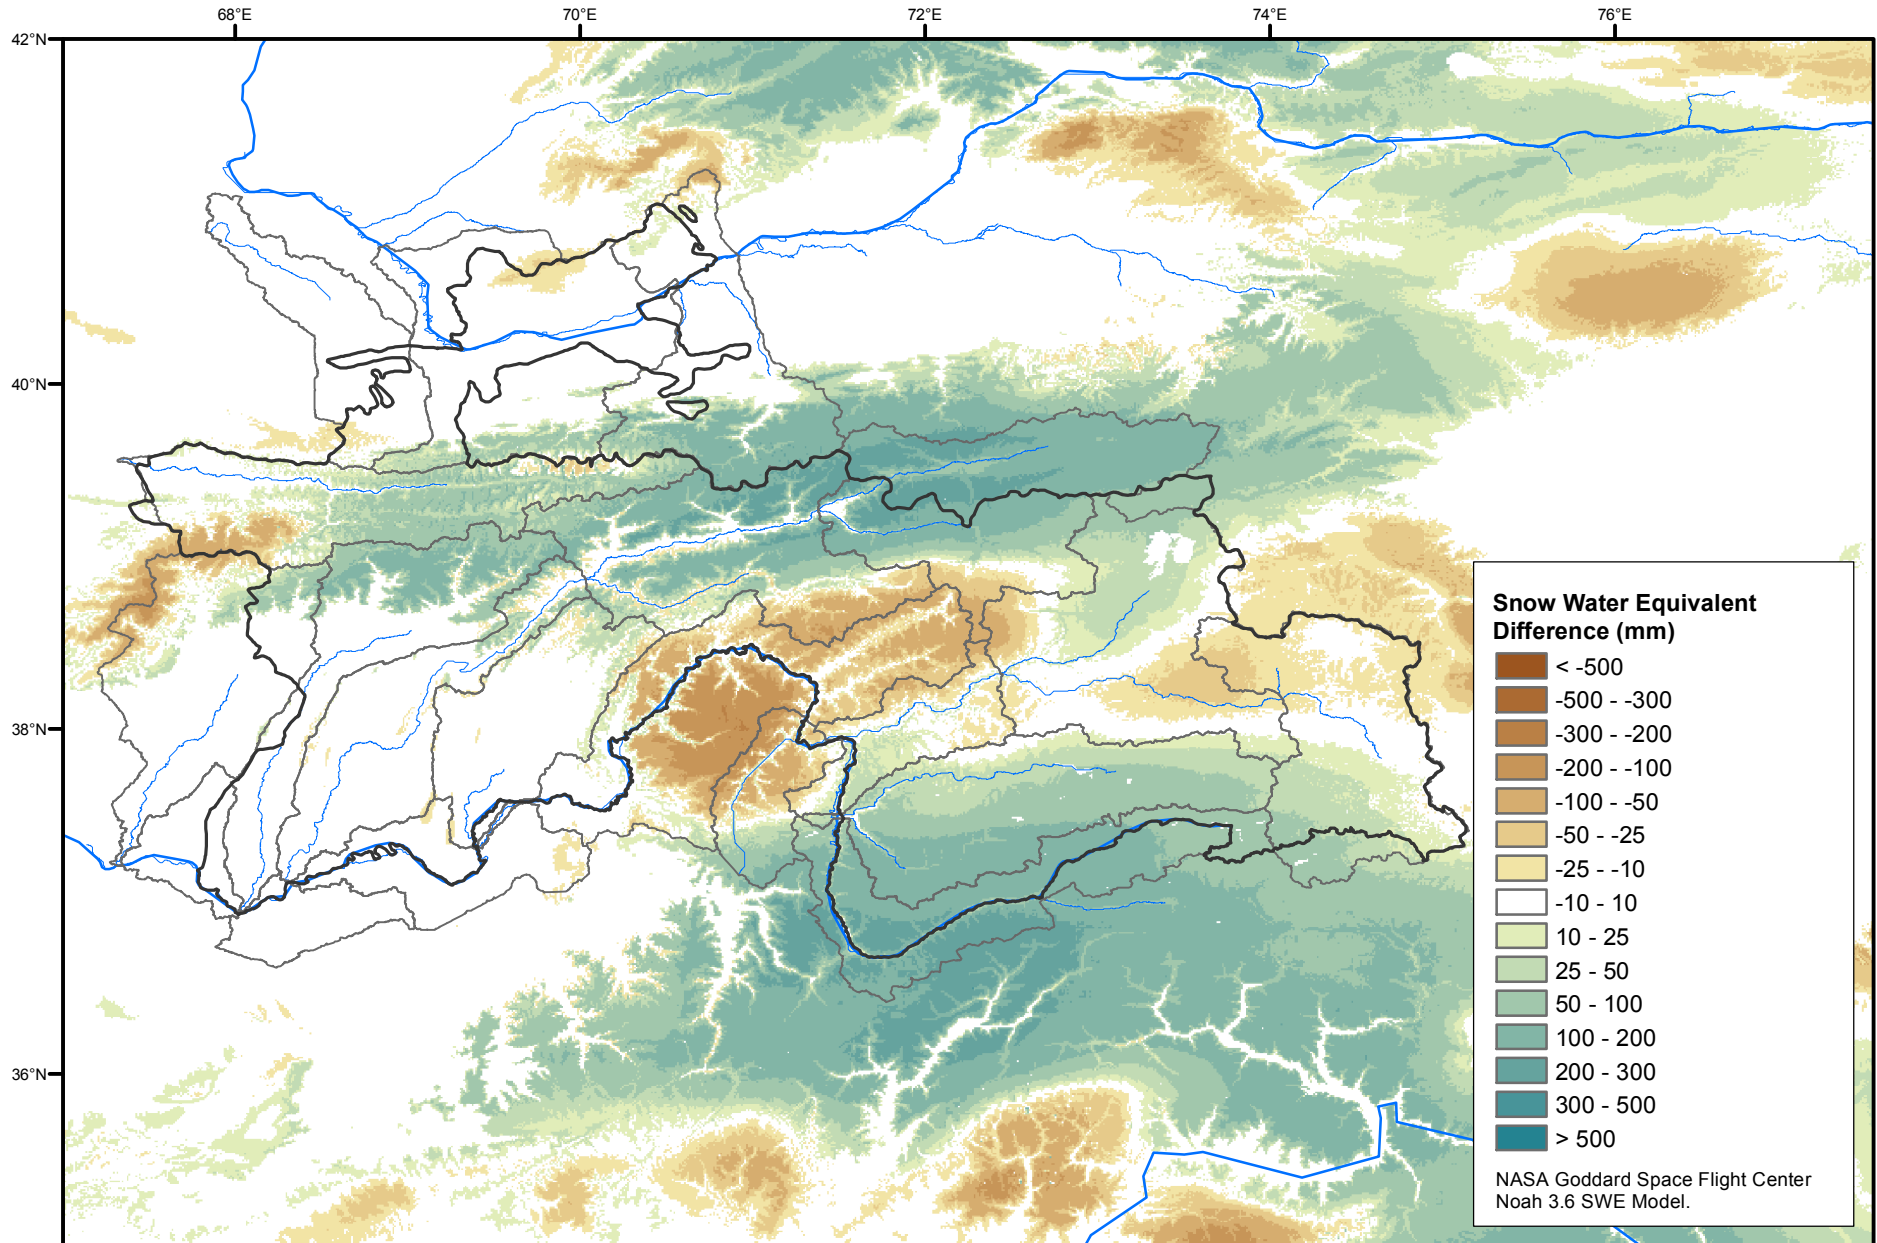 68°E
70°E
72°E
74°E
76°E
42°N
40°N
38°N
36°N
Snow Water Equivalent
Difference (mm)
< -500
-500 - -300
-300 - -200
-200 - -100
-100 - -50
-50 - -25
-25 - -10
-10 - 10
10 - 25
25 - 50
50 - 100
100 - 200
200 - 300
300 - 500
> 500
NASA Goddard Space Flight Center
Noah 3.6 SWE Model.